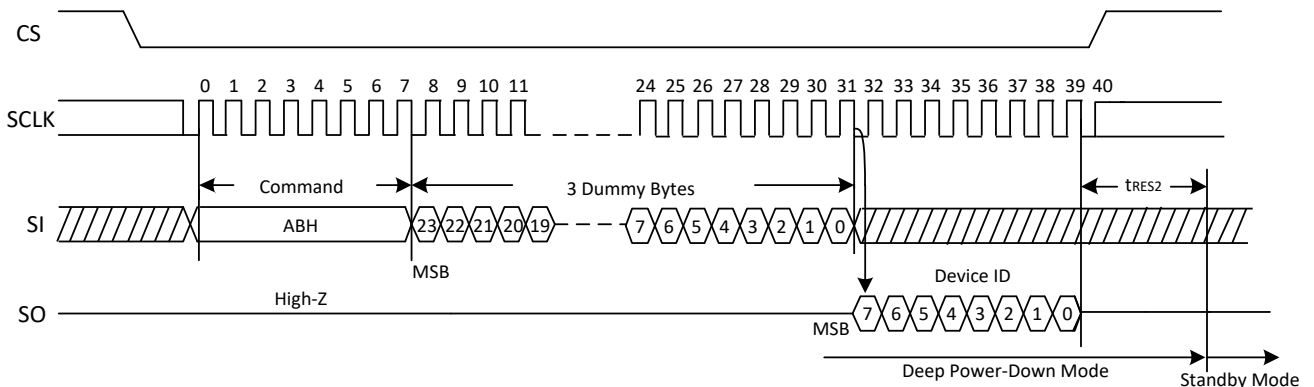 CS
0 1 2 3 4 5 6 7 8 9 10 11 24 25 26 27 28 29 30 31 32 33 34 35 36 37 38 39 40
SCLK
Command 3 Dummy Bytes tRES2
SI ABH 23 22 21 20 19 7 6 5 4 3 2 1 0
MSB Device ID
High-Z
SO 7 6 5 4 3 2 1 0
MSB
Deep Power-Down Mode Standby Mode